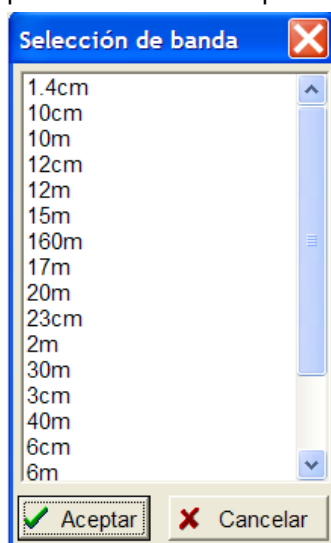 Selección de banda
1.4cm
10cm
10m
12cm
12m
15m
160m
17m
20m
23cm
2m
30m
3cm
40m
6cm
6m
Aceptar
Cancelar